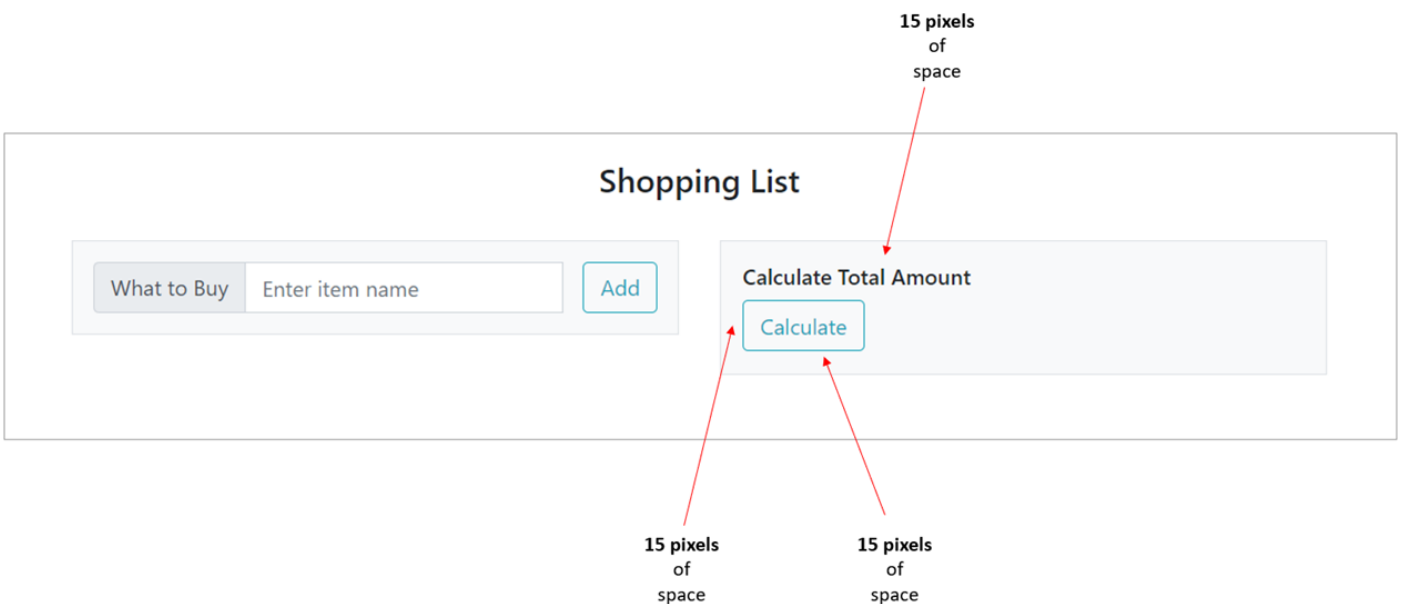 15 pixels
of
space
Shopping List
What to Buy Enter item name Add
Calculate Total Amount
Calculate
15 pixels
of
space
15 pixels
of
space